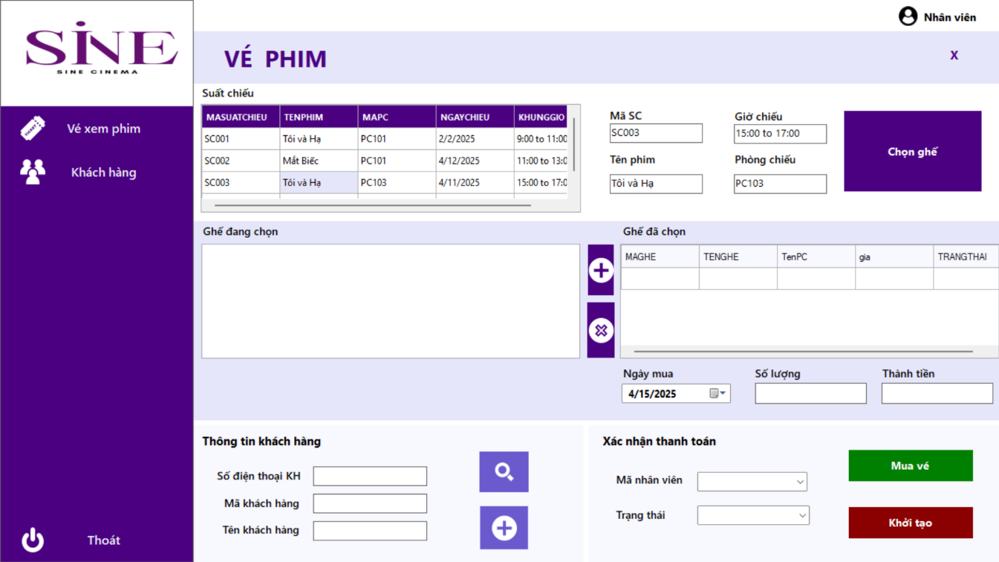 SINE
SINE CINEMA
Nhân viên
VÉ PHIM
X
Vé xem phim
Khách hàng
Thoát
Suất chiếu
MASUATCHIEU TENPHIM MAPC NGAYCHIEU KHUNGGIO
SC001 Tôi và Hạ PC101 2/2/2025 9:00 to 11:00
SC002 Mắt Biếc PC101 4/12/2025 11:00 to 13:0
SC003 Tôi và Hạ PC103 4/11/2025 15:00 to 17:0
Mã SC
SC003
Giờ chiếu
15:00 to 17:00
Tên phim
Tôi và Hạ
Phòng chiếu
PC103
Chọn ghế
Ghế đang chọn
Ghế đã chọn
MAGHE TENGHE TenPC gia TRANGTHAI
Ngày mua
4/15/2025
Số lượng
Thành tiền
Thông tin khách hàng
Số điện thoại KH
Mã khách hàng
Tên khách hàng
Xác nhận thanh toán
Mã nhân viên
Trạng thái
Mua vé
Khởi tạo